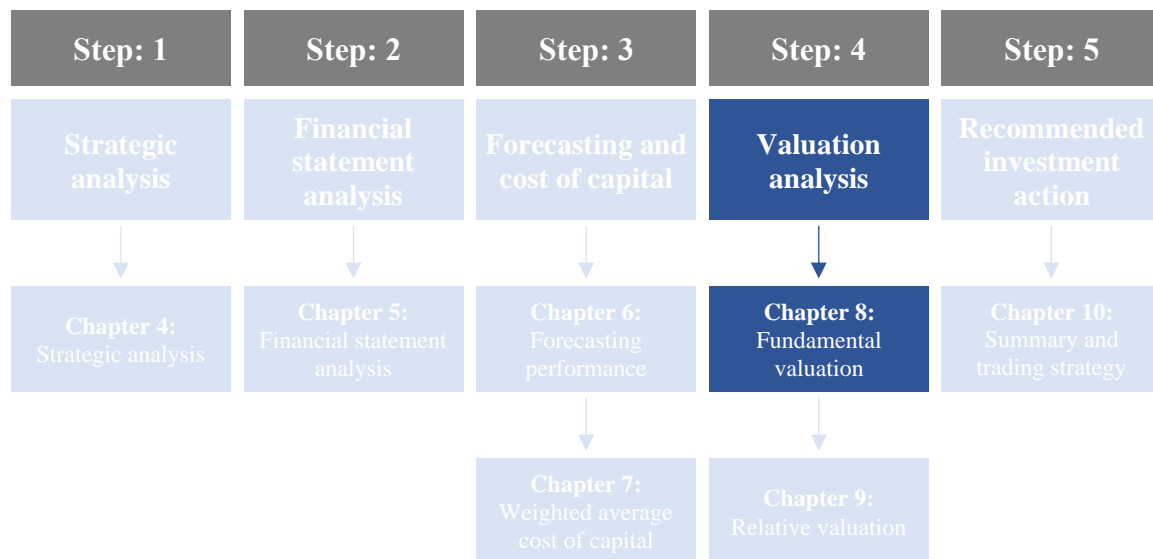 Step: 1
Step: 2
Step: 3
Step: 4
Step: 5
Strategic
analysis
Financial
statement
analysis
Forecasting and
cost of capital
Valuation
analysis
Recommended
investment
action
Chapter 4:
Strategic analysis
Chapter 5:
Financial statement
analysis
Chapter 6:
Forecasting
performance
Chapter 8:
Fundamental
valuation
Chapter 10:
Summary and
trading strategy
Chapter 7:
Weighted average
cost of capital
Chapter 9:
Relative valuation